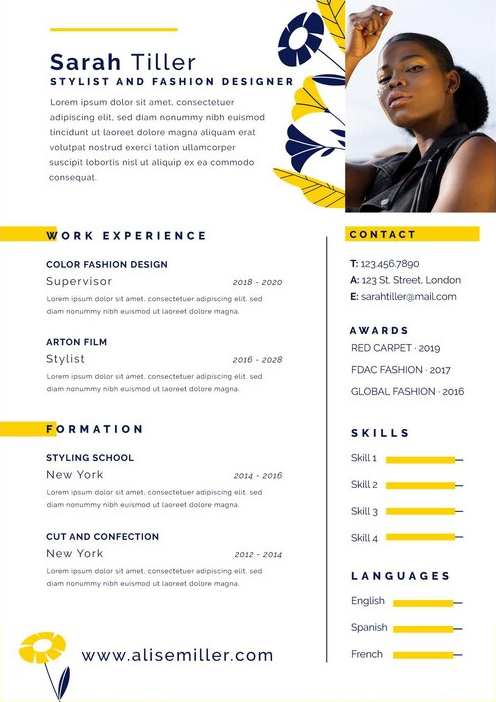 Sarah Tiller
STYLIST AND FASHION DESIGNER
Lorem ipsum dolor sit amet, consectetuer
adipiscing elit, sed diam nonummy nibh euismod
tincidunt ut laoreet dolore magna aliquam erat
volutpat nostrud exerci tation ullamcorper
suscipit lobortis nisl ut aliquip ex ea commodo
consequat.
WORK EXPERIENCE
COLOR FASHION DESIGN
Supervisor 2018 - 2020
Lorem ipsum dolor sit amet, consectetuer adipiscing elit, sed
diam nonummy nibh euismod ut laoreet dolore magna.
ARTON FILM
Stylist 2016 - 2028
Lorem ipsum dolor sit amet, consectetuer adipiscing elit, sed
diam nonummy nibh euismod ut laoreet dolore magna.
FORMATION
STYLING SCHOOL
New York 2014 - 2016
Lorem ipsum dolor sit amet, consectetuer adipiscing elit, sed
diam nonummy nibh euismod ut laoreet dolore magna.
CUT AND CONFECTION
New York 2012 - 2014
Lorem ipsum dolor sit amet, consectetuer adipiscing elit, sed
diam nonummy nibh euismod ut laoreet dolore magna.
www.alisemiller.com
CONTACT
T: 123.456.7890
A: 123 St. Street, London
E: sarahtiller@mail.com
AWARDS
RED CARPET · 2019
FDAC FASHION · 2017
GLOBAL FASHION · 2016
SKILLS
Skill 1
Skill 2
Skill 3
Skill 4
LANGUAGES
English
Spanish
French